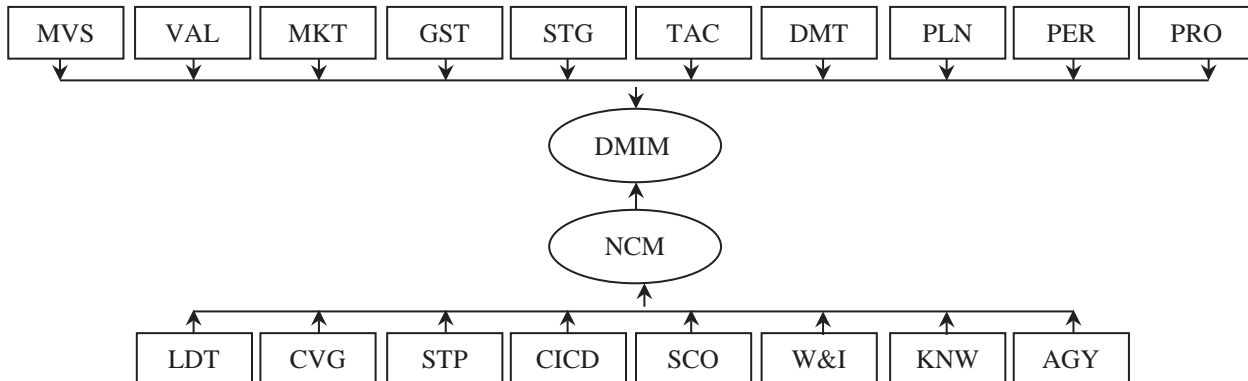 MVS VAL MKT GST STG TAC DMT PLN PER PRO
DMIM
NCM
LDT CVG STP CICD SCO W&I KNW AGY